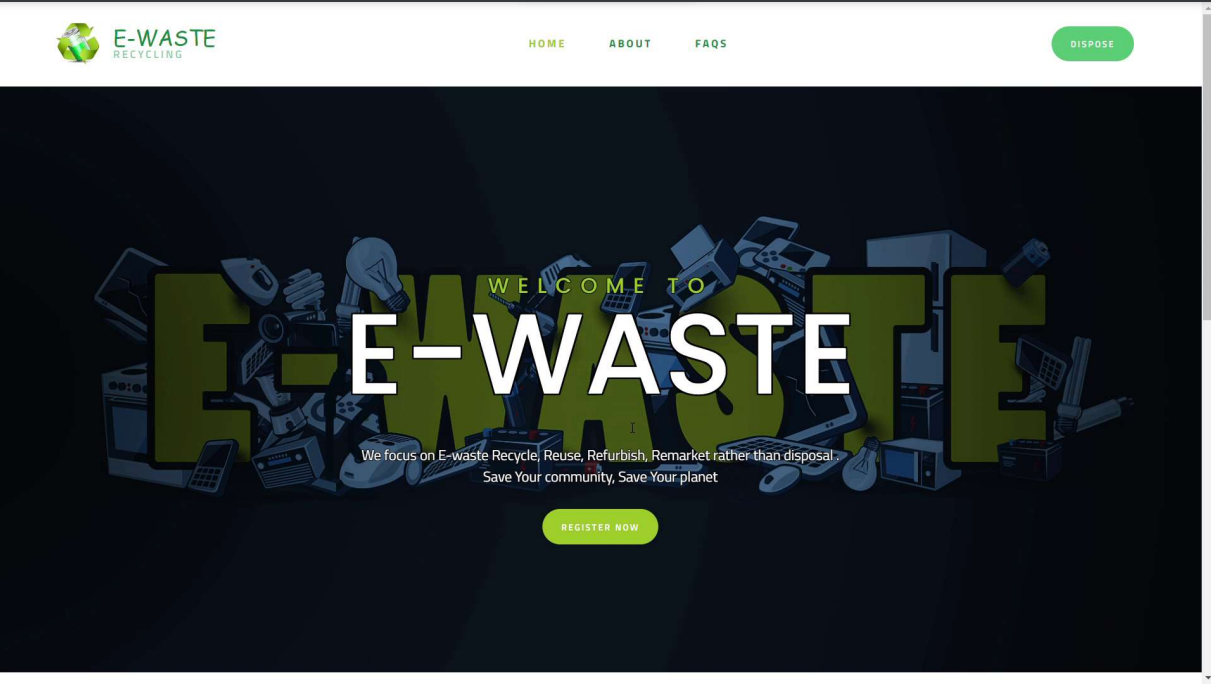 E-WASTE
RECYCLING
HOME ABOUT FAQS
DISPOSE
E-WASTE
WELCOME TO
E-WASTE
We focus on E-waste Recycle, Reuse, Refurbish, Remarket rather than disposal .
Save Your community, Save Your planet
REGISTER NOW